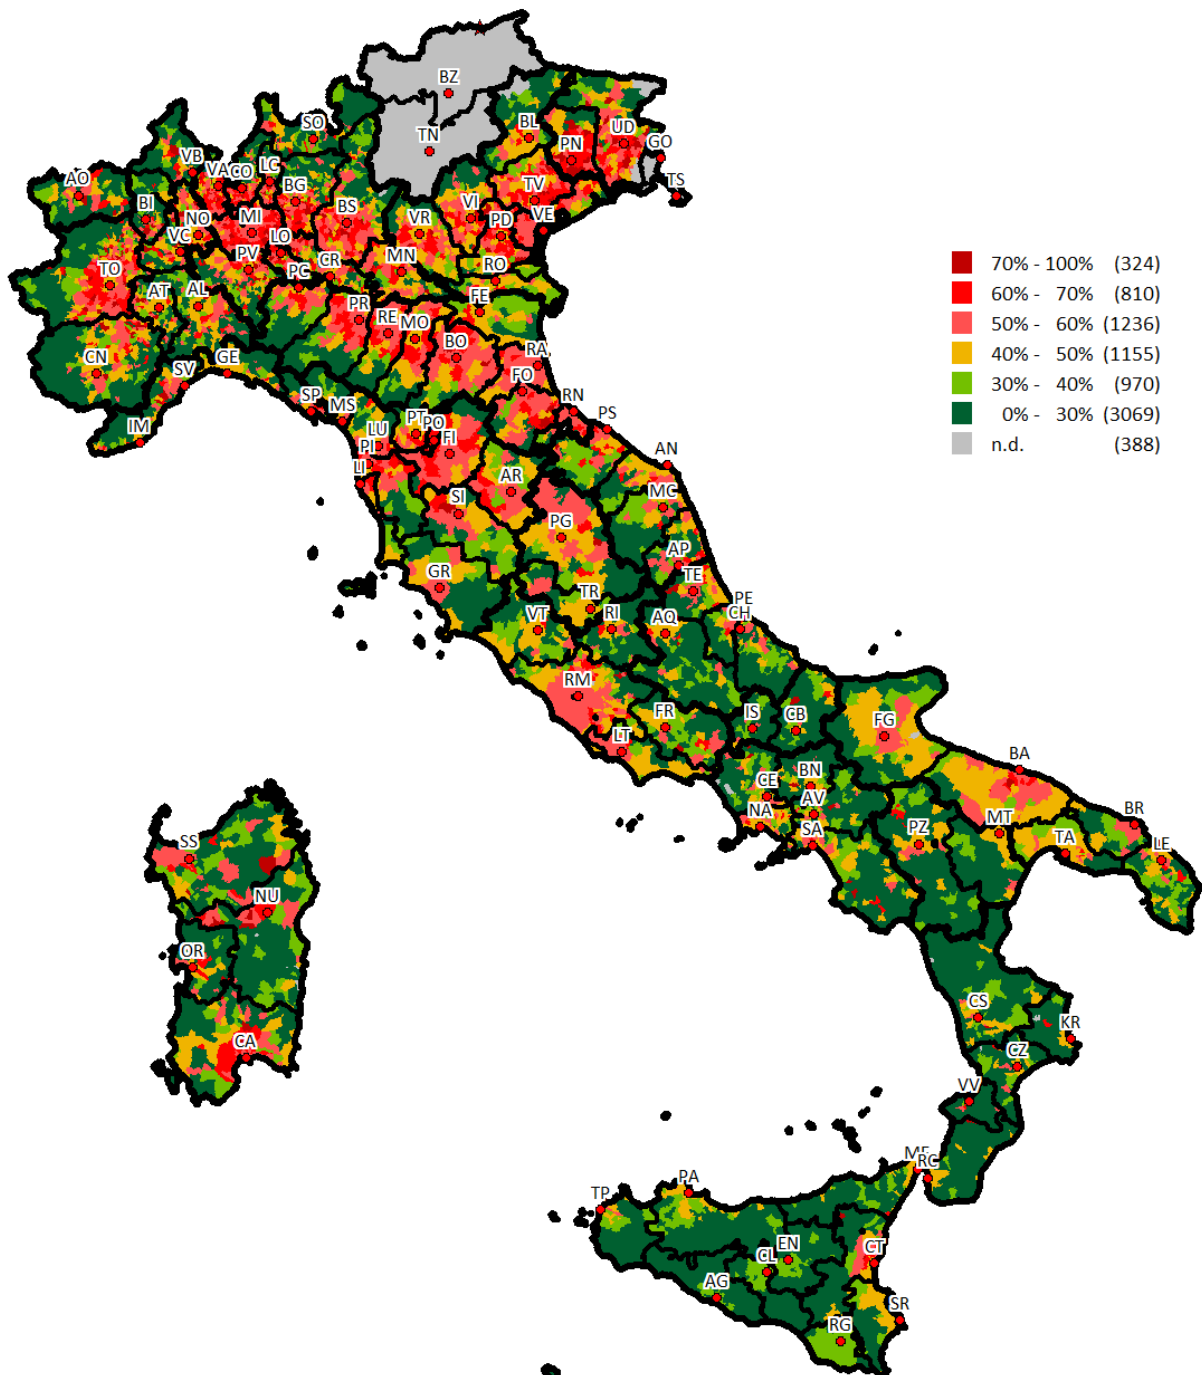 BZ
SO
TN
BL
UD
PN
GO
TS
VB
VA
CO
LC
AO
BI
BG
TV
NO
MI
BS
VI
VR
PD
VE
VC
LO
PV
TO
CR
MN
RO
PC
AT
AL
FE
PR
RE
MO
CN
BO
GE
RA
SV
FO
SP
MS
RN
PS
IM
PT
PO
LU
PI
FI
AN
LI
AR
SI
MC
PG
AP
GR
TE
TR
PE
VT
RI
AQ
CH
RM
FR
IS
CB
FG
LT
BA
CE
BN
NA
AV
BR
SA
PZ
MT
TA
LE
SS
NU
OR
CS
KR
CA
CZ
VV
ME
RC
PA
TP
EN
CT
CL
AG
SR
RG
70% - 100% (324)
60% - 70% (810)
50% - 60% (1236)
40% - 50% (1155)
30% - 40% (970)
0% - 30% (3069)
n.d. (388)